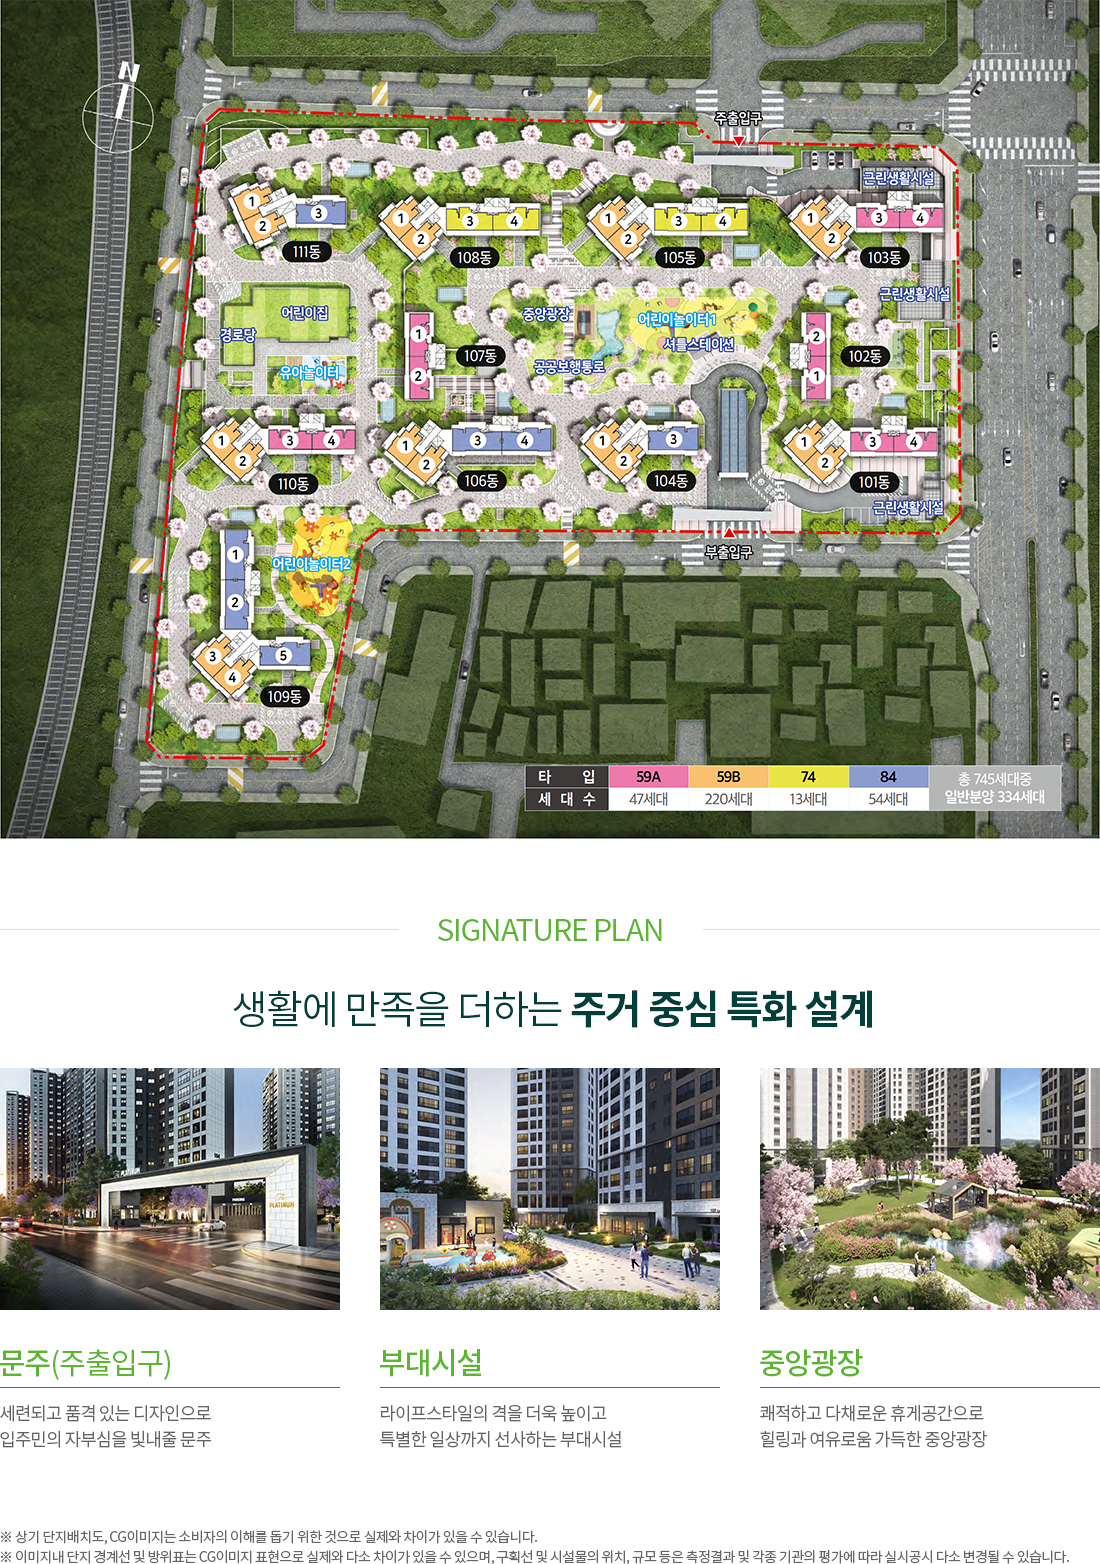 N
주출입구
근린생활시설
1
2
3
111동
1
2
3
4
108동
1
2
3
4
105동
1
2
3
4
103동
근린생활시설
어린이집
경로당
유아놀이터
중앙광장
어린이놀이터1
셔틀스테이션
공공보행통로
1
2
107동
2
1
102동
1
2
3
4
110동
1
2
3
4
106동
1
2
3
104동
1
2
3
4
101동
근린생활시설
부출입구
어린이놀이터2
1
2
3
4
5
109동
타 입 59A 59B 74 84
세 대 수 47세대 220세대 13세대 54세대
총 745세대중
일반분양 334세대
SIGNATURE PLAN
생활에 만족을 더하는 주거 중심 특화 설계
PLATINUM
문주(주출입구)
세련되고 품격 있는 디자인으로
입주민의 자부심을 빛내줄 문주
부대시설
라이프스타일의 격을 더욱 높이고
특별한 일상까지 선사하는 부대시설
중앙광장
쾌적하고 다채로운 휴게공간으로
힐링과 여유로움 가득한 중앙광장
※ 상기 단지배치도, CG이미지는 소비자의 이해를 돕기 위한 것으로 실제와 차이가 있을 수 있습니다.
※ 이미지내 단지 경계선 및 방위표는 CG이미지 표현으로 실제와 다소 차이가 있을 수 있으며, 구획선 및 시설물의 위치, 규모 등은 측정결과 및 각종 기관의 평가에 따라 실시공시 다소 변경될 수 있습니다.